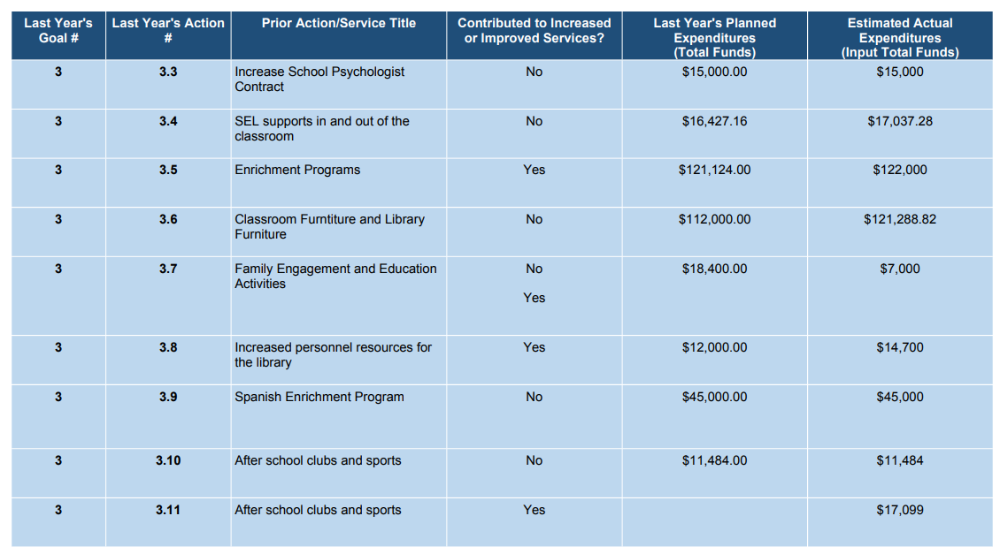 Last Year's Goal # Last Year's Action # Prior Action/Service Title Contributed to Increased or Improved Services? Last Year's Planned Expenditures (Total Funds) Estimated Actual Expenditures (Input Total Funds)
3 3.3 Increase School Psychologist Contract No $15,000.00 $15,000
3 3.4 SEL supports in and out of the classroom No $16,427.16 $17,037.28
3 3.5 Enrichment Programs Yes $121,124.00 $122,000
3 3.6 Classroom Furntiture and Library Furniture No $112,000.00 $121,288.82
3 3.7 Family Engagement and Education Activities No Yes $18,400.00 $7,000
3 3.8 Increased personnel resources for the library Yes $12,000.00 $14,700
3 3.9 Spanish Enrichment Program No $45,000.00 $45,000
3 3.10 After school clubs and sports No $11,484.00 $11,484
3 3.11 After school clubs and sports Yes $17,099